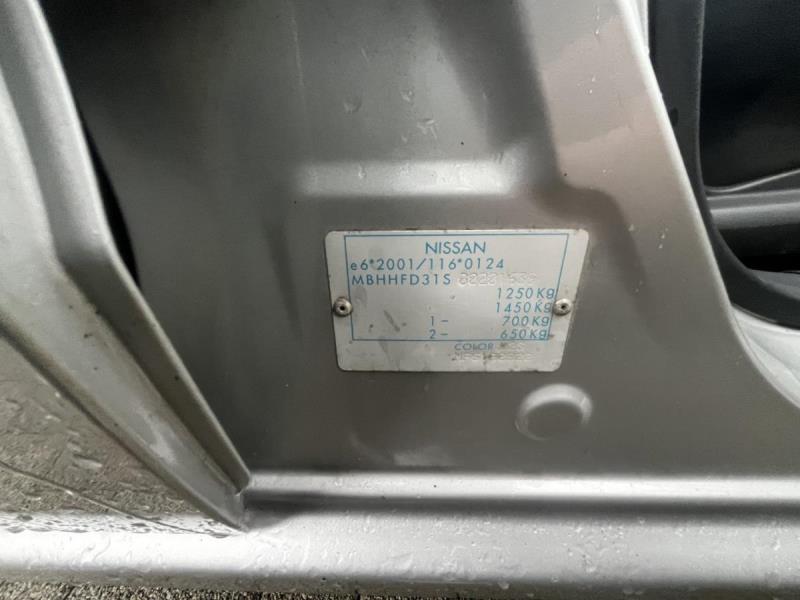 NISSAN
e6*2001/116*0124
MBHHFD31S
1250Kg
1450Kg
1- 700Kg
2- 650Kg
COLOR